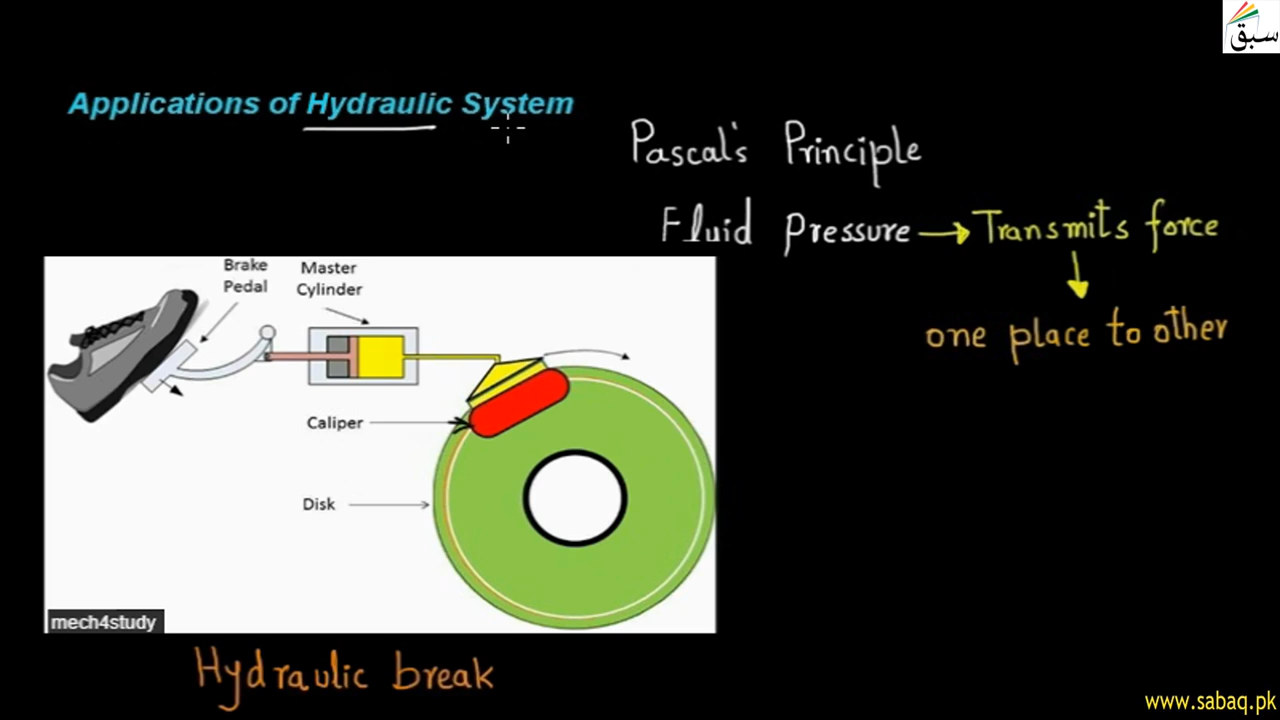 سبق
Applications of Hydraulic System
Pascal's Principle
Fluid Pressure → Transmits force
one place to other
Brake
Pedal
Master
Cylinder
Caliper
Disk
mech4study
Hydraulic break
www.sabaq.pk